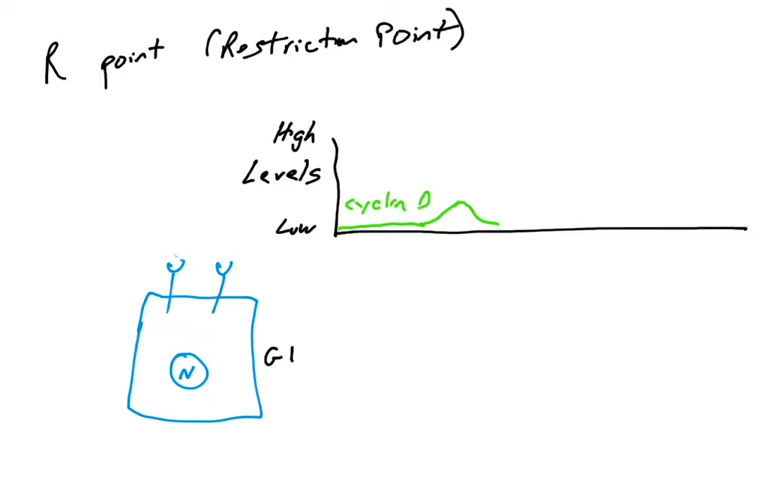 R point (Restriction Point)
High
Levels
cyclin D
Low
G1
N